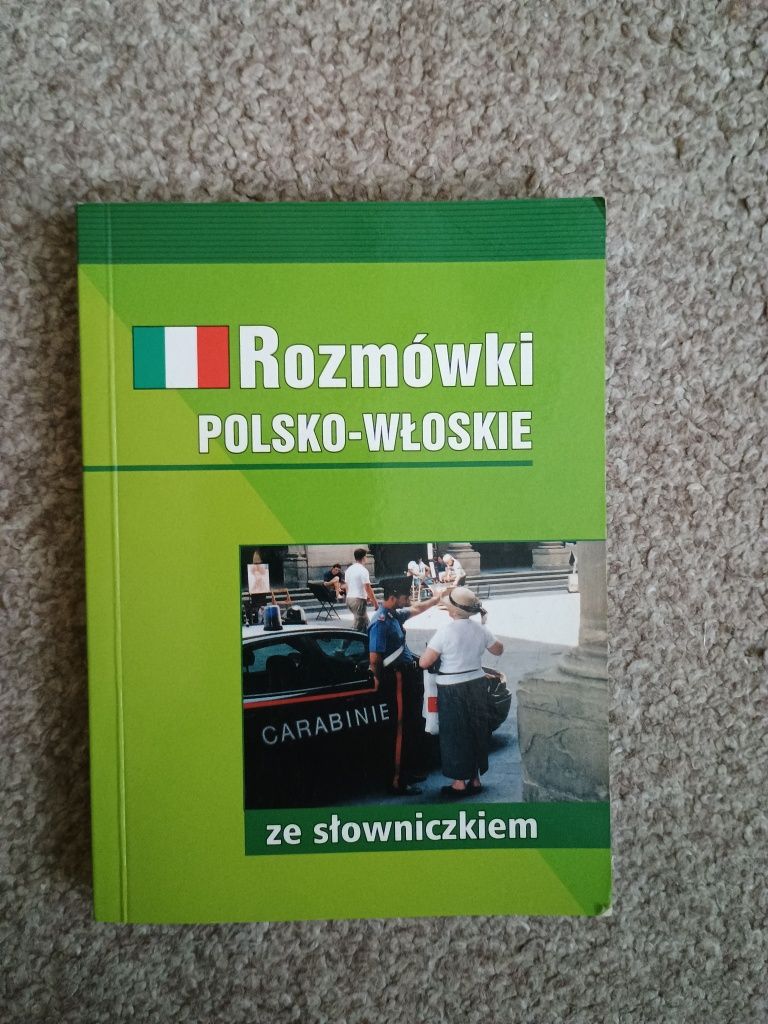 Rozmówki
POLSKO-WŁOSKIE
CARABINIE
ze słowniczkiem